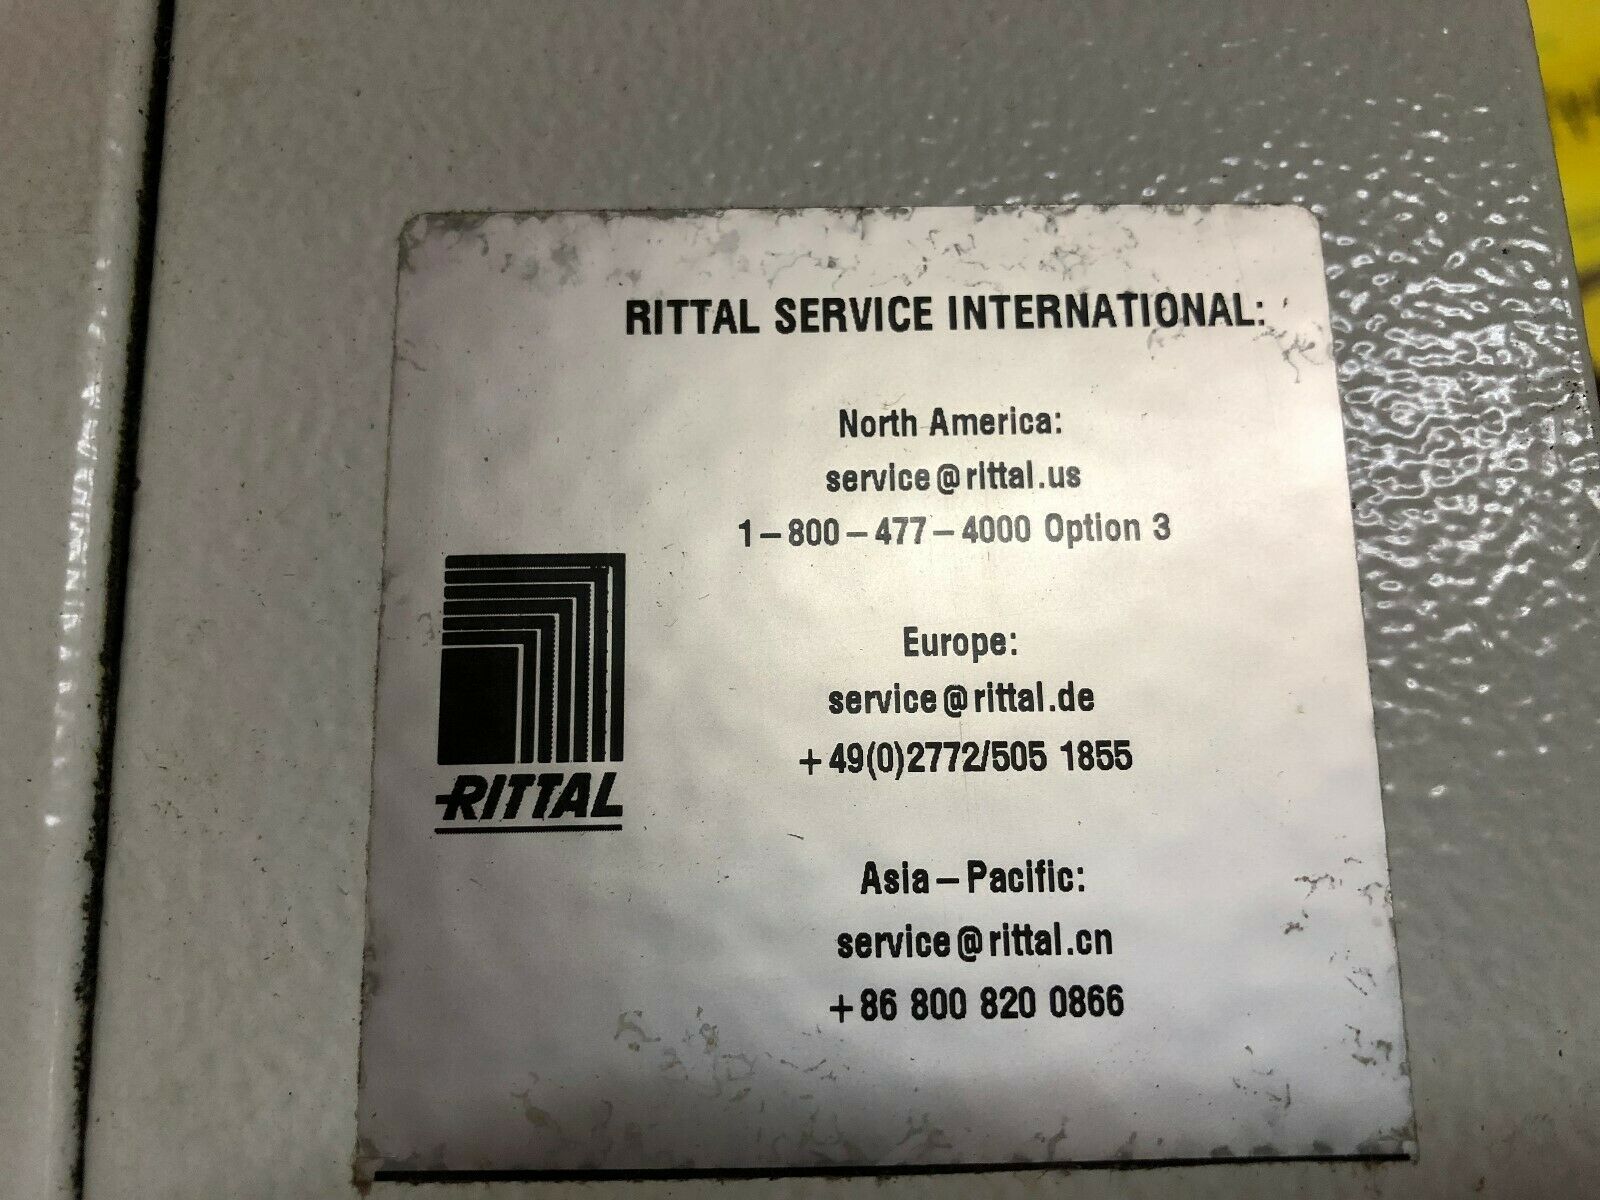 RITTAL SERVICE INTERNATIONAL:
North America:
service@rittal.us
1-800-477-4000 Option 3
Europe:
service@rittal.de
+49(0)2772/505 1855
RITTAL
Asia-Pacific:
service@rittal.cn
+86 800 820 0866